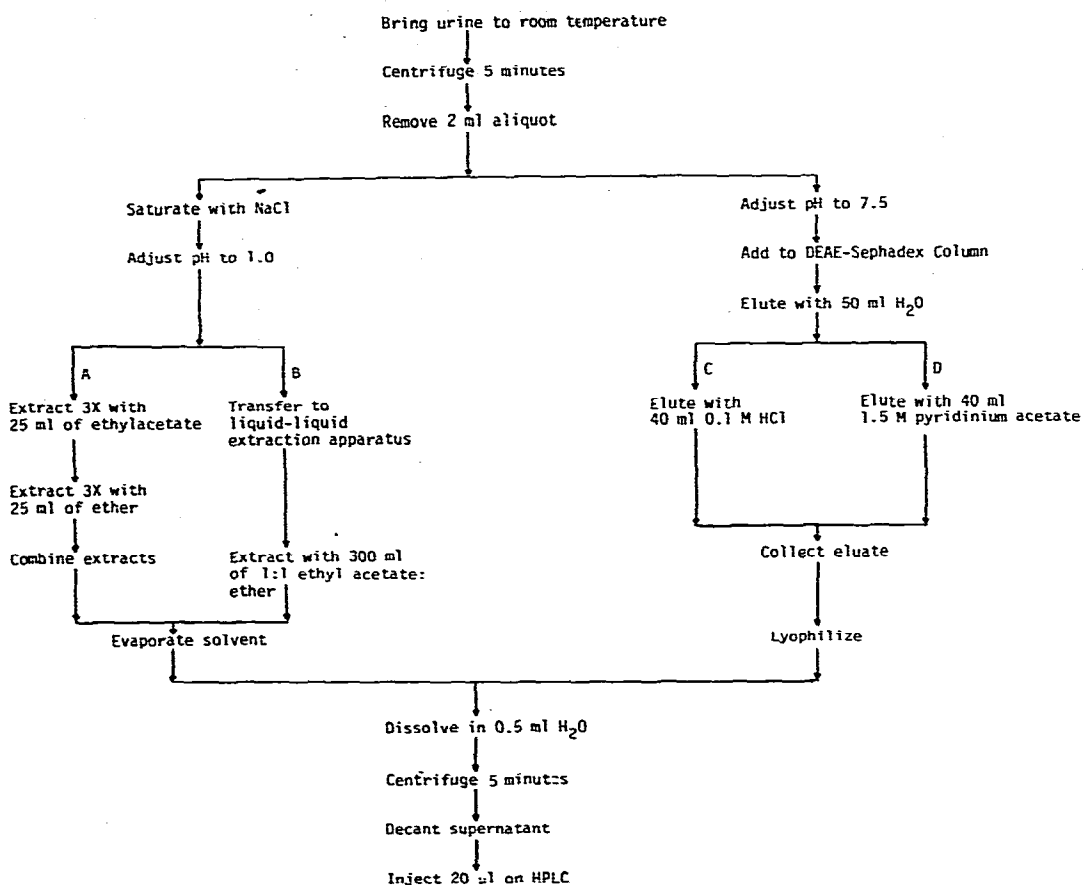 Bring urine to room temperature
Centrifuge 5 minutes
Remove 2 ml aliquot
Saturate with NaCl
Adjust pH to 1.0
Adjust pH to 7.5
Add to DEAE-Sephadex Column
Elute with 50 ml H2O
A
Extract 3X with
25 ml of ethylacetate
Extract 3X with
25 ml of ether
Combine extracts
B
Transfer to
liquid-liquid
extraction apparatus
Extract with 300 ml
of 1:1 ethyl acetate:
ether
Evaporate solvent
C
Elute with
40 ml 0.1 M HCl
D
Elute with 40 ml
1.5 M pyridinium acetate
Collect eluate
Lyophilize
Dissolve in 0.5 ml H2O
Centrifuge 5 minutes
Decant supernatant
Inject 20 µl on HPLC